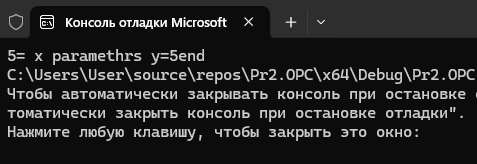 Консоль отладки Microsoft
5= x paramethrs y=5end
C:\Users\User\source\repos\Pr2.OPC\x64\Debug\Pr2.OPC
Чтобы автоматически закрывать консоль при остановке
томатически закрыть консоль при остановке отладки".
Нажмите любую клавишу, чтобы закрыть это окно: